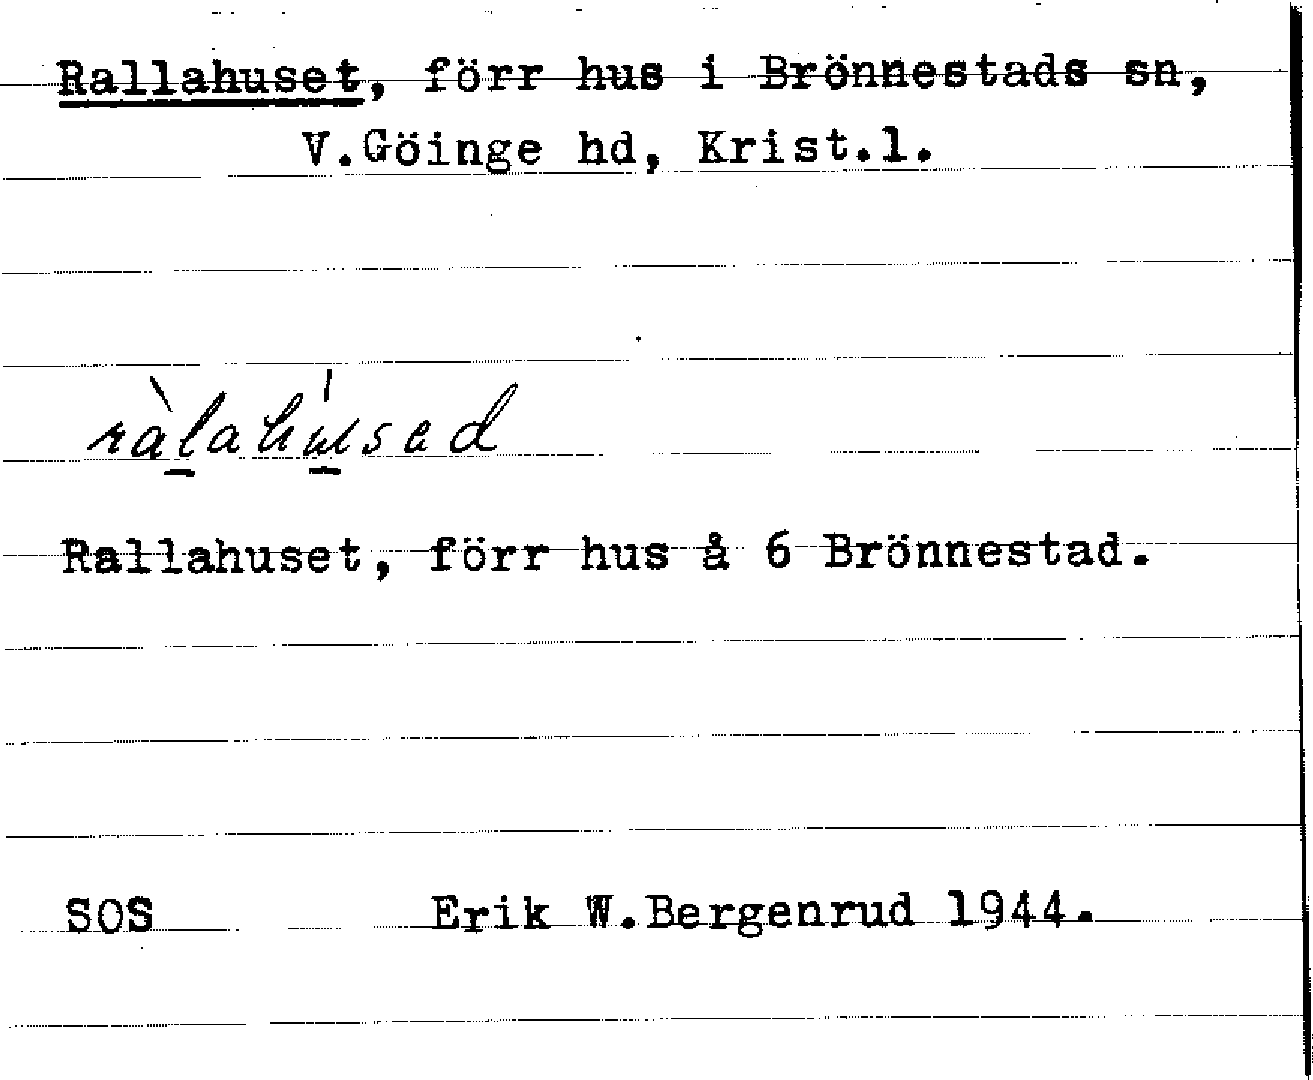 Rallahuset, förr hus i Brönnestads sn,
V.Göinge hd, Krist.l.
ràlahúsed
Rallahuset, förr hus å 6 Brönnestad.
SOS Erik W.Bergenrud 1944.